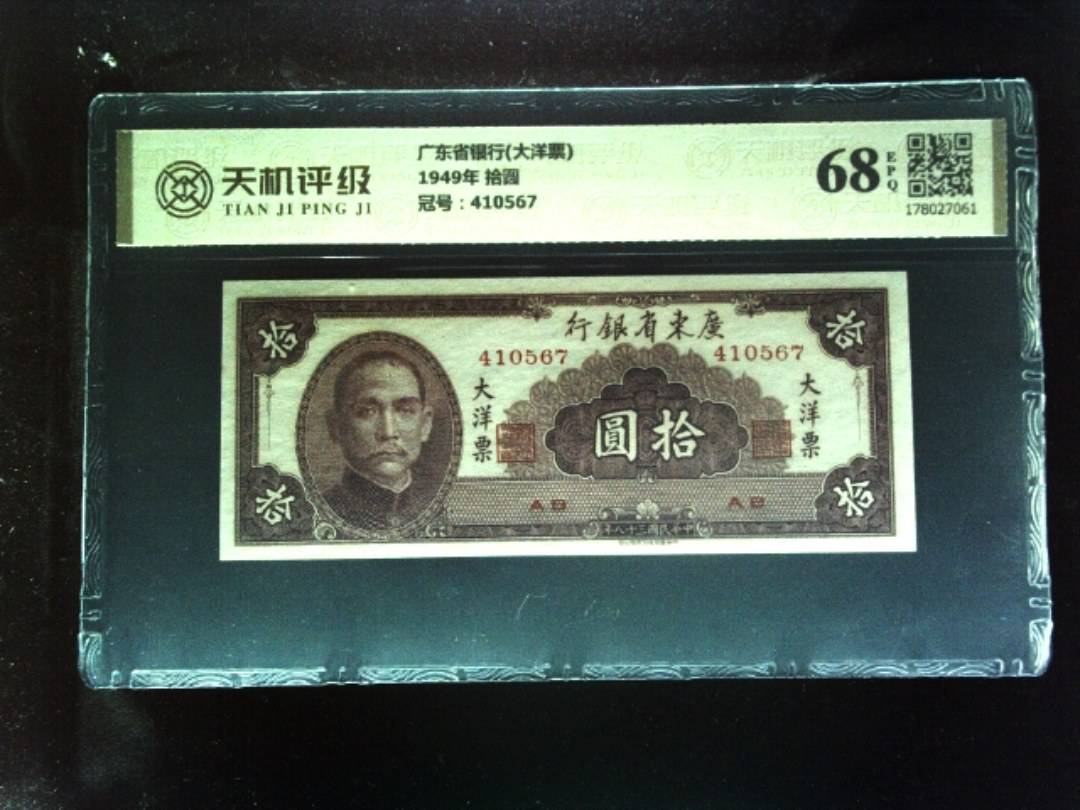 天机评级
TIAN JI PING JI
广东省银行(大洋票)
1949年 拾圆
冠号：410567
68
EPQ
178027061
行銀省東廣
410567
410567
大洋票
大洋票
圓拾
拾
拾
拾
拾
AB
AB
印年八十三國民華中